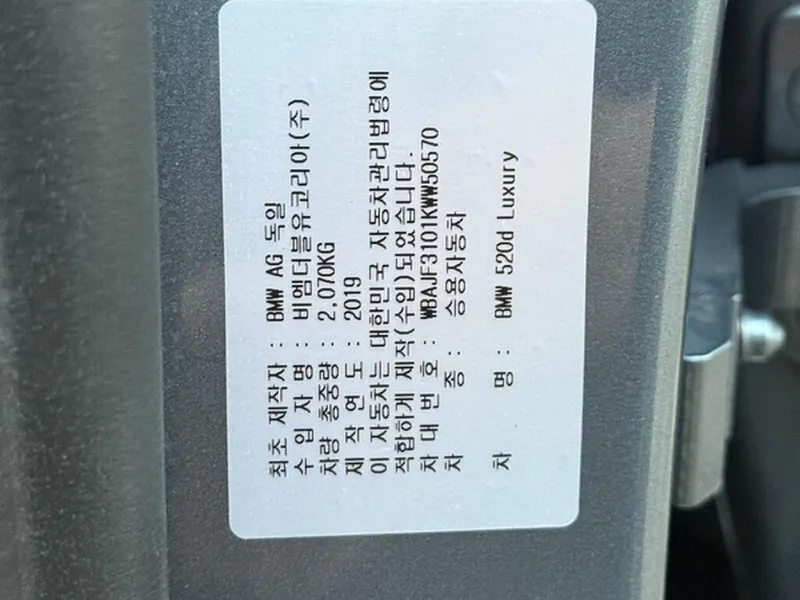 최초 제작자 : BMW AG 독일
수 입 자 명 : 비엠더블유코리아(주)
차량 총중량 : 2,070KG
제 작 연 도 : 2019
이 자동차는 대한민국 자동차관리법령에
적합하게 제작(수입)되었습니다.
차 대 번 호 : WBAJF3101KWW50570
차 종 : 승용자동차
차 명 : BMW 520d Luxury